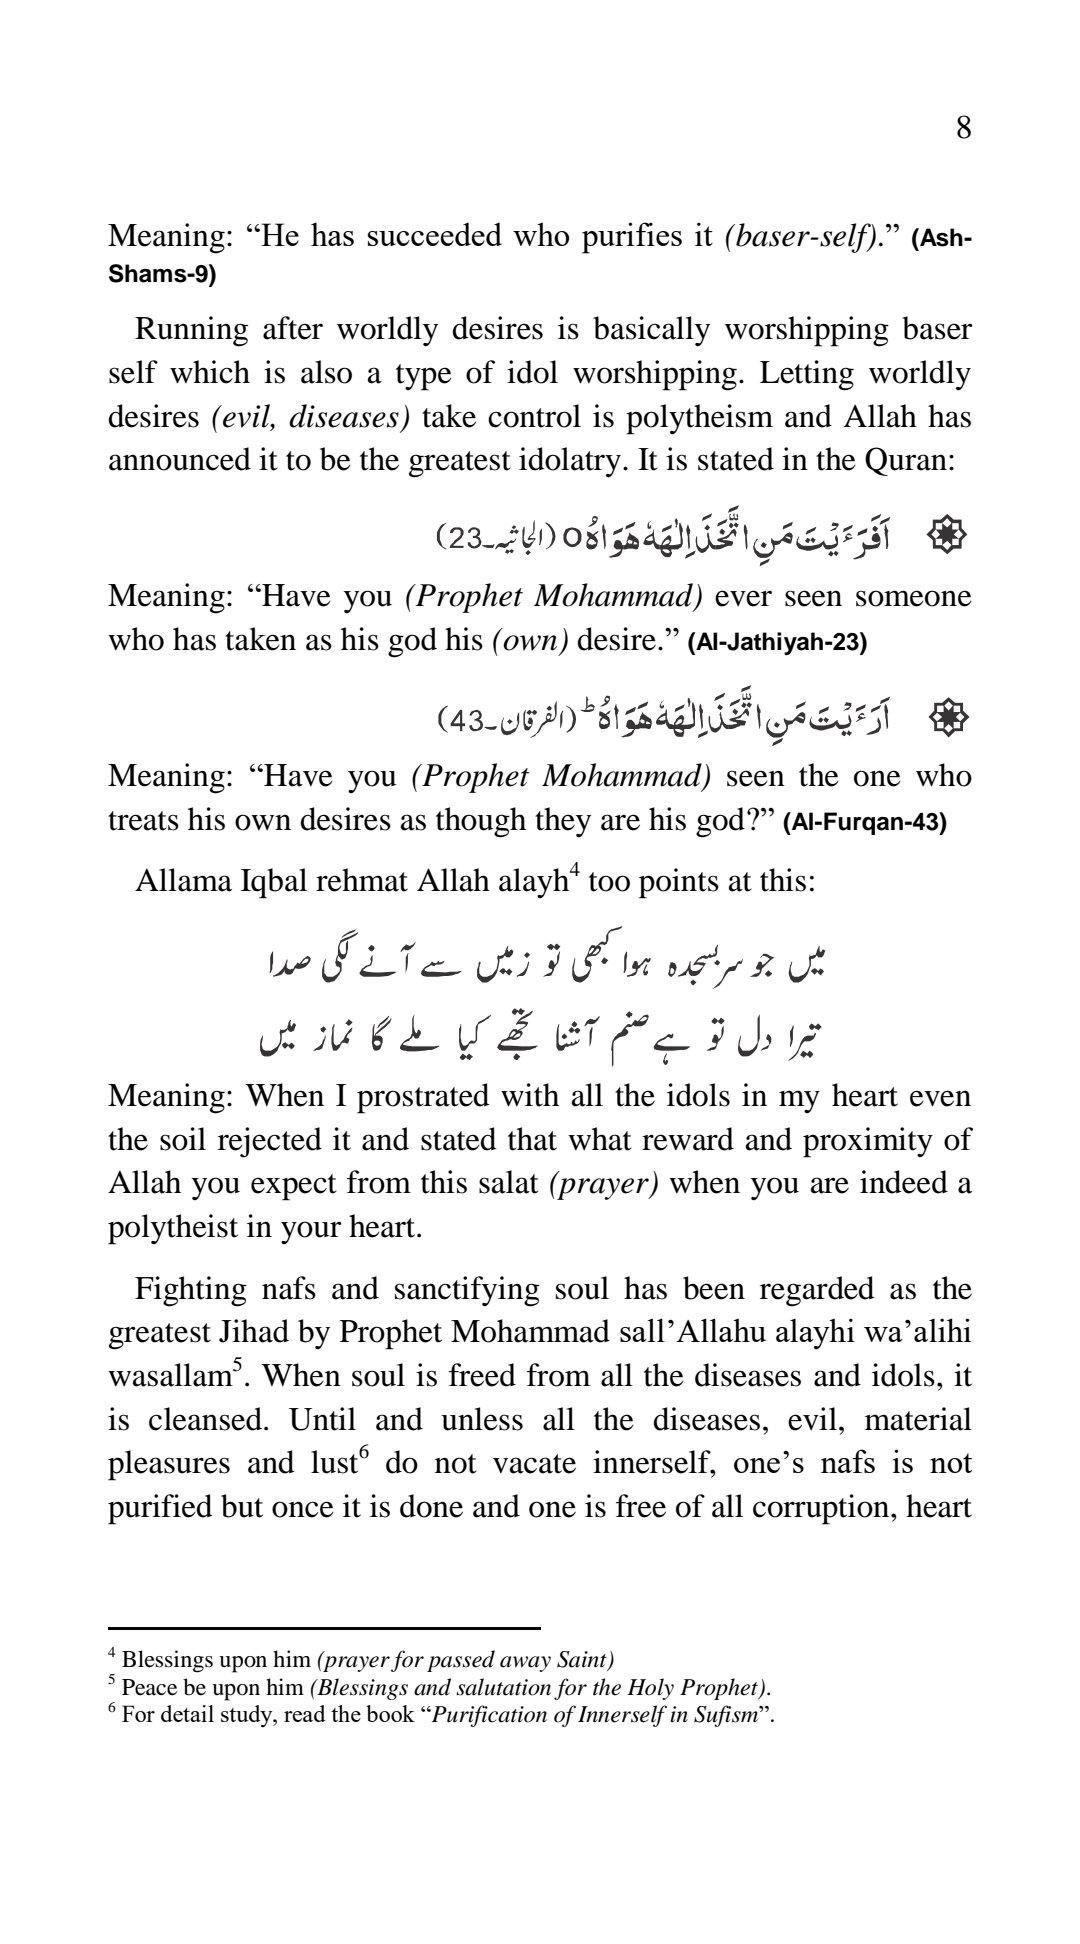 8
Meaning: “He has succeeded who purifies it (baser-self).” (Ash-
Shams-9)
Running after worldly desires is basically worshipping baser
self which is also a type of idol worshipping. Letting worldly
desires (evil, diseases) take control is polytheism and Allah has
announced it to be the greatest idolatry. It is stated in the Quran:
اَفَرَءَیْتَ مَنِ اتَّخَذَ اِلٰهَهٗ هَوَاهُ o (الجاثیہ۔23)
Meaning: “Have you (Prophet Mohammad) ever seen someone
who has taken as his god his (own) desire.” (Al-Jathiyah-23)
اَرَءَیْتَ مَنِ اتَّخَذَ اِلٰهَهٗ هَوَاهُ ؕ (الفرقان۔43)
Meaning: “Have you (Prophet Mohammad) seen the one who
treats his own desires as though they are his god?” (Al-Furqan-43)
Allama Iqbal rehmat Allah alayh4 too points at this:
میں جو سر بسجدہ ہوا کبھی تو زمیں سے آنے لگی صدا
تیرا دل تو ہے صنم آشنا تجھے کیا ملے گا نماز میں
Meaning: When I prostrated with all the idols in my heart even
the soil rejected it and stated that what reward and proximity of
Allah you expect from this salat (prayer) when you are indeed a
polytheist in your heart.
Fighting nafs and sanctifying soul has been regarded as the
greatest Jihad by Prophet Mohammad sall’Allahu alayhi wa’alihi
wasallam5. When soul is freed from all the diseases and idols, it
is cleansed. Until and unless all the diseases, evil, material
pleasures and lust6 do not vacate innerself, one’s nafs is not
purified but once it is done and one is free of all corruption, heart
4 Blessings upon him (prayer for passed away Saint)
5 Peace be upon him (Blessings and salutation for the Holy Prophet).
6 For detail study, read the book “Purification of Innerself in Sufism”.